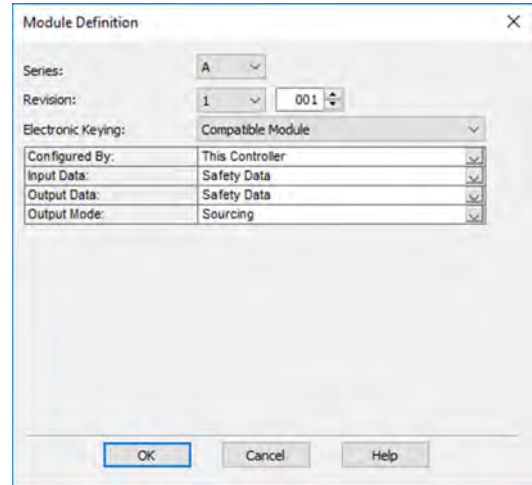 Module Definition
Series: A
Revision: 1 001
Electronic Keying: Compatible Module
Configured By: This Controller
Input Data: Safety Data
Output Data: Safety Data
Output Mode: Sourcing
OK Cancel Help